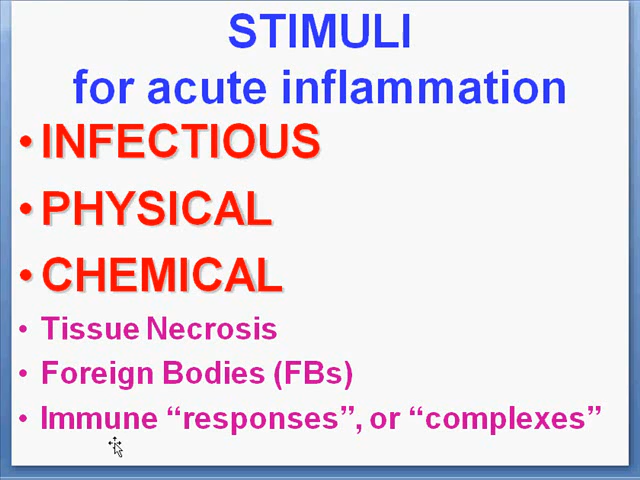 STIMULI
for acute inflammation
• INFECTIOUS
• PHYSICAL
• CHEMICAL
• Tissue Necrosis
• Foreign Bodies (FBs)
• Immune “responses”, or “complexes”